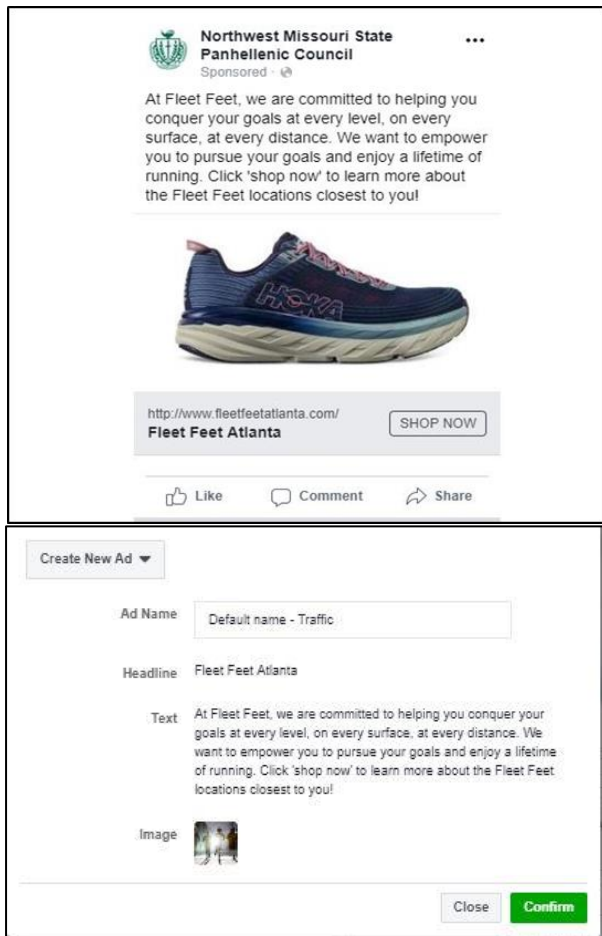 Northwest Missouri State
Panhellenic Council
Sponsored ·
At Fleet Feet, we are committed to helping you
conquer your goals at every level, on every
surface, at every distance. We want to empower
you to pursue your goals and enjoy a lifetime of
running. Click 'shop now' to learn more about
the Fleet Feet locations closest to you!
HOKA
http://www.fleetfeetatlanta.com/
Fleet Feet Atlanta
SHOP NOW
Like Comment Share
Create New Ad
Ad Name Default name - Traffic
Headline Fleet Feet Atlanta
Text At Fleet Feet, we are committed to helping you conquer your
goals at every level, on every surface, at every distance. We
want to empower you to pursue your goals and enjoy a lifetime
of running. Click 'shop now' to learn more about the Fleet Feet
locations closest to you!
Image
Close Confirm